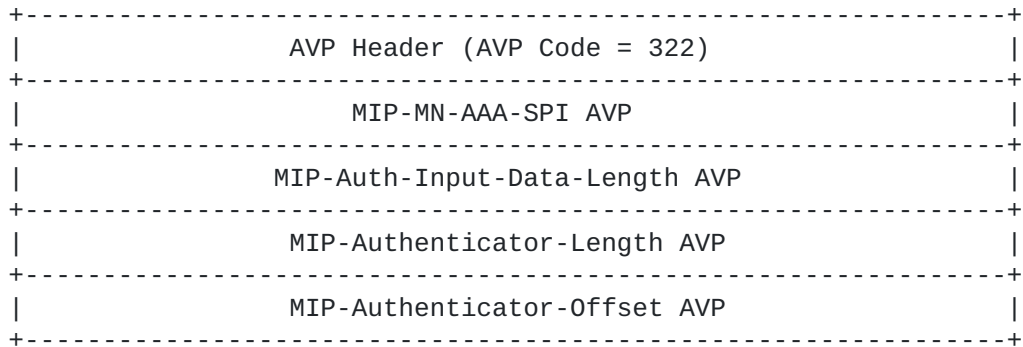 +---------------------------------------------------------------+
| AVP Header (AVP Code = 322) |
+---------------------------------------------------------------+
| MIP-MN-AAA-SPI AVP |
+---------------------------------------------------------------+
| MIP-Auth-Input-Data-Length AVP |
+---------------------------------------------------------------+
| MIP-Authenticator-Length AVP |
+---------------------------------------------------------------+
| MIP-Authenticator-Offset AVP |
+---------------------------------------------------------------+